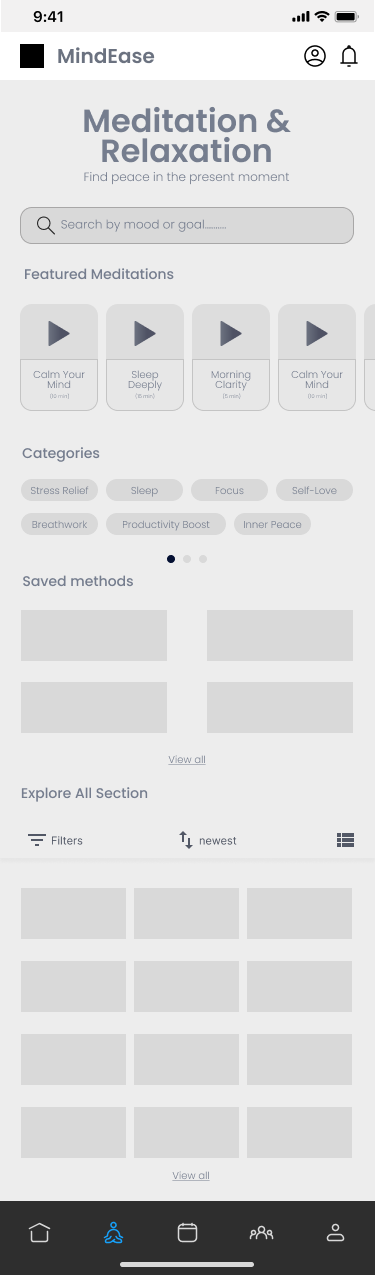 9:41
MindEase
Meditation &
Relaxation
Find peace in the present moment
Search by mood or goal..........
Featured Meditations
Calm Your
Mind
(10 min)
Sleep
Deeply
(15 min)
Morning
Clarity
(5 min)
Calm Your
Mind
(10 min)
Categories
Stress Relief
Sleep
Focus
Self-Love
Breathwork
Productivity Boost
Inner Peace
Saved methods
View all
Explore All Section
Filters
newest
View all